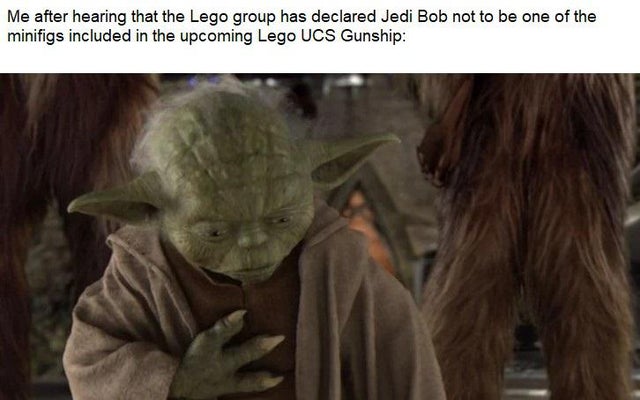 Me after hearing that the Lego group has declared Jedi Bob not to be one of the
minifigs included in the upcoming Lego UCS Gunship: